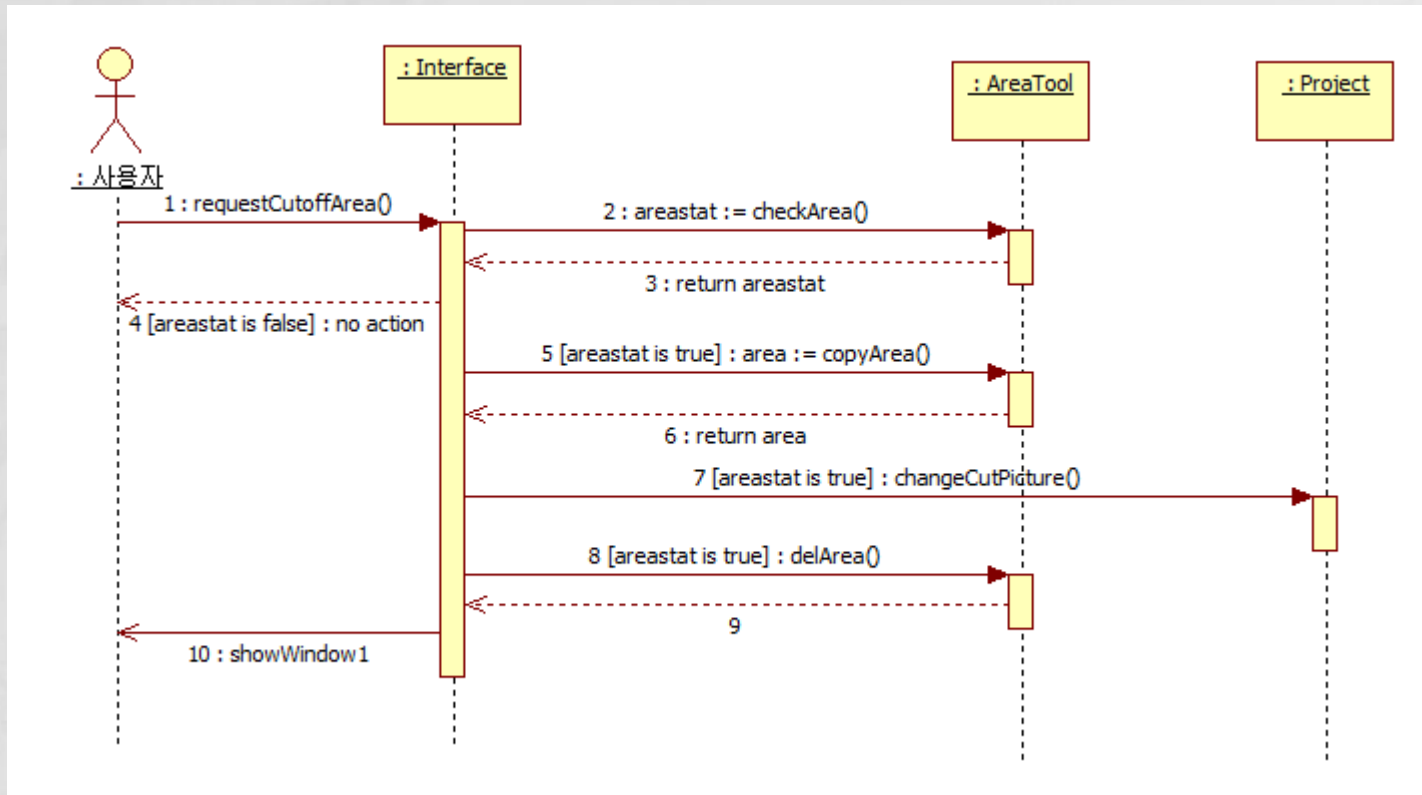 : Interface
: AreaTool
: Project
: 사용자
1 : requestCutoffArea()
2 : areastat := checkArea()
3 : return areastat
4 [areastat is false] : no action
5 [areastat is true] : area := copyArea()
6 : return area
7 [areastat is true] : changeCutPicture()
8 [areastat is true] : delArea()
9
10 : showWindow1